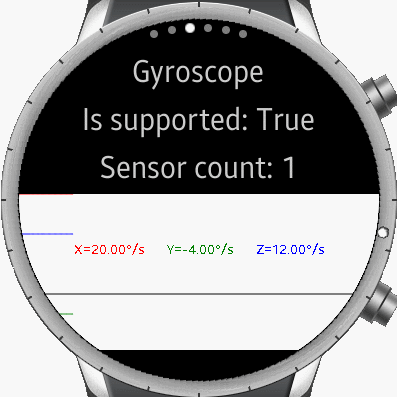 Gyroscope
Is supported: True
Sensor count: 1
X=20.00°/s Y=-4.00°/s Z=12.00°/s